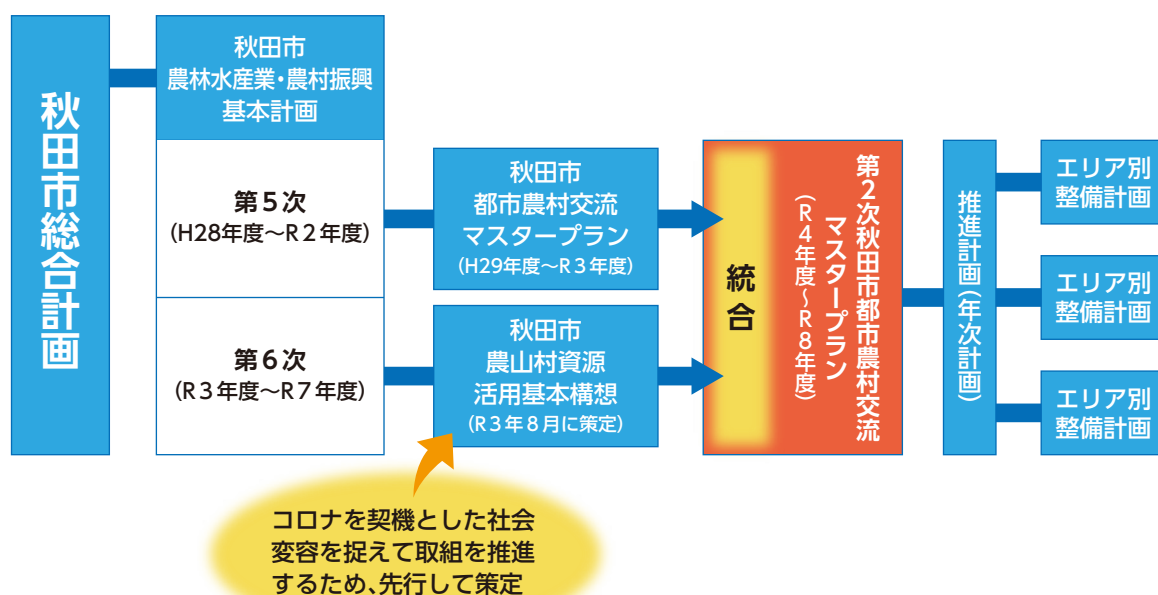 秋田市総合計画
秋田市
農林水産業・農村振興
基本計画
第5次
(H28年度～R2年度)
第6次
(R3年度～R7年度)
秋田市
都市農村交流
マスタープラン
(H29年度～R3年度)
秋田市
農山村資源
活用基本構想
(R3年8月に策定)
コロナを契機とした社会
変容を捉えて取組を推進
するため、先行して策定
統合
第2次秋田市都市農村交流
マスタープラン
(R4年度～R8年度)
推進計画(年次計画)
エリア別
整備計画
エリア別
整備計画
エリア別
整備計画